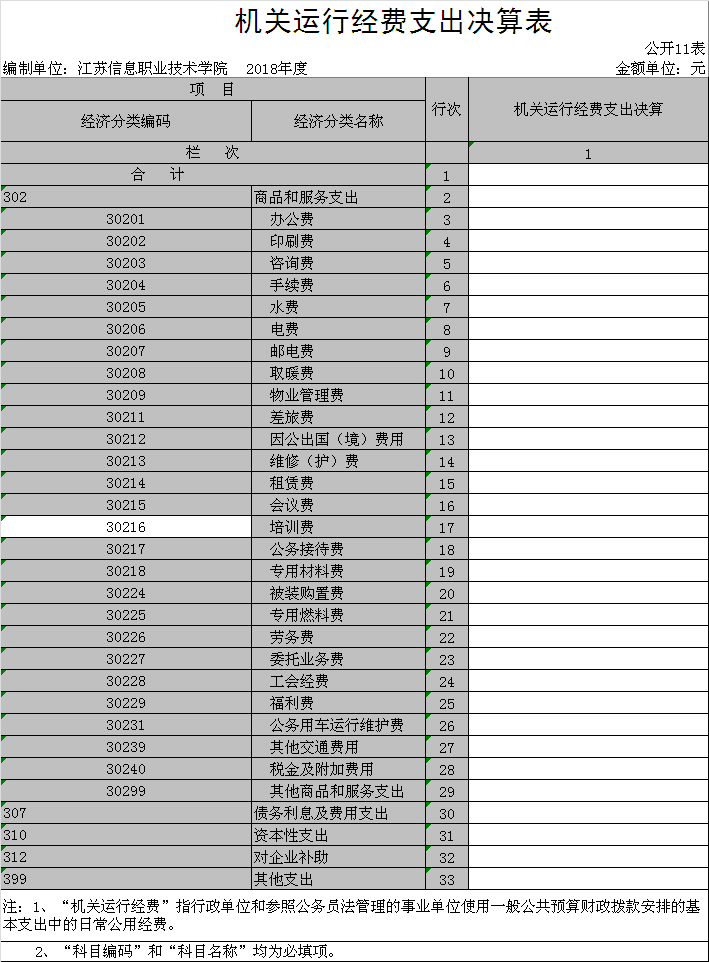 机关运行经费支出决算表
公开11表
编制单位：江苏信息职业技术学院 2018年度 金额单位：元
项 目 行次 机关运行经费支出决算
经济分类编码 经济分类名称
栏 次 1
合 计 1
302 商品和服务支出 2
30201 办公费 3
30202 印刷费 4
30203 咨询费 5
30204 手续费 6
30205 水费 7
30206 电费 8
30207 邮电费 9
30208 取暖费 10
30209 物业管理费 11
30211 差旅费 12
30212 因公出国（境）费用 13
30213 维修（护）费 14
30214 租赁费 15
30215 会议费 16
30216 培训费 17
30217 公务接待费 18
30218 专用材料费 19
30224 被装购置费 20
30225 专用燃料费 21
30226 劳务费 22
30227 委托业务费 23
30228 工会经费 24
30229 福利费 25
30231 公务用车运行维护费 26
30239 其他交通费用 27
30240 税金及附加费用 28
30299 其他商品和服务支出 29
307 债务利息及费用支出 30
310 资本性支出 31
312 对企业补助 32
399 其他支出 33
注：1、“机关运行经费”指行政单位和参照公务员法管理的事业单位使用一般公共预算财政拨款安排的基
本支出中的日常公用经费。
2、“科目编码”和“科目名称”均为必填项。